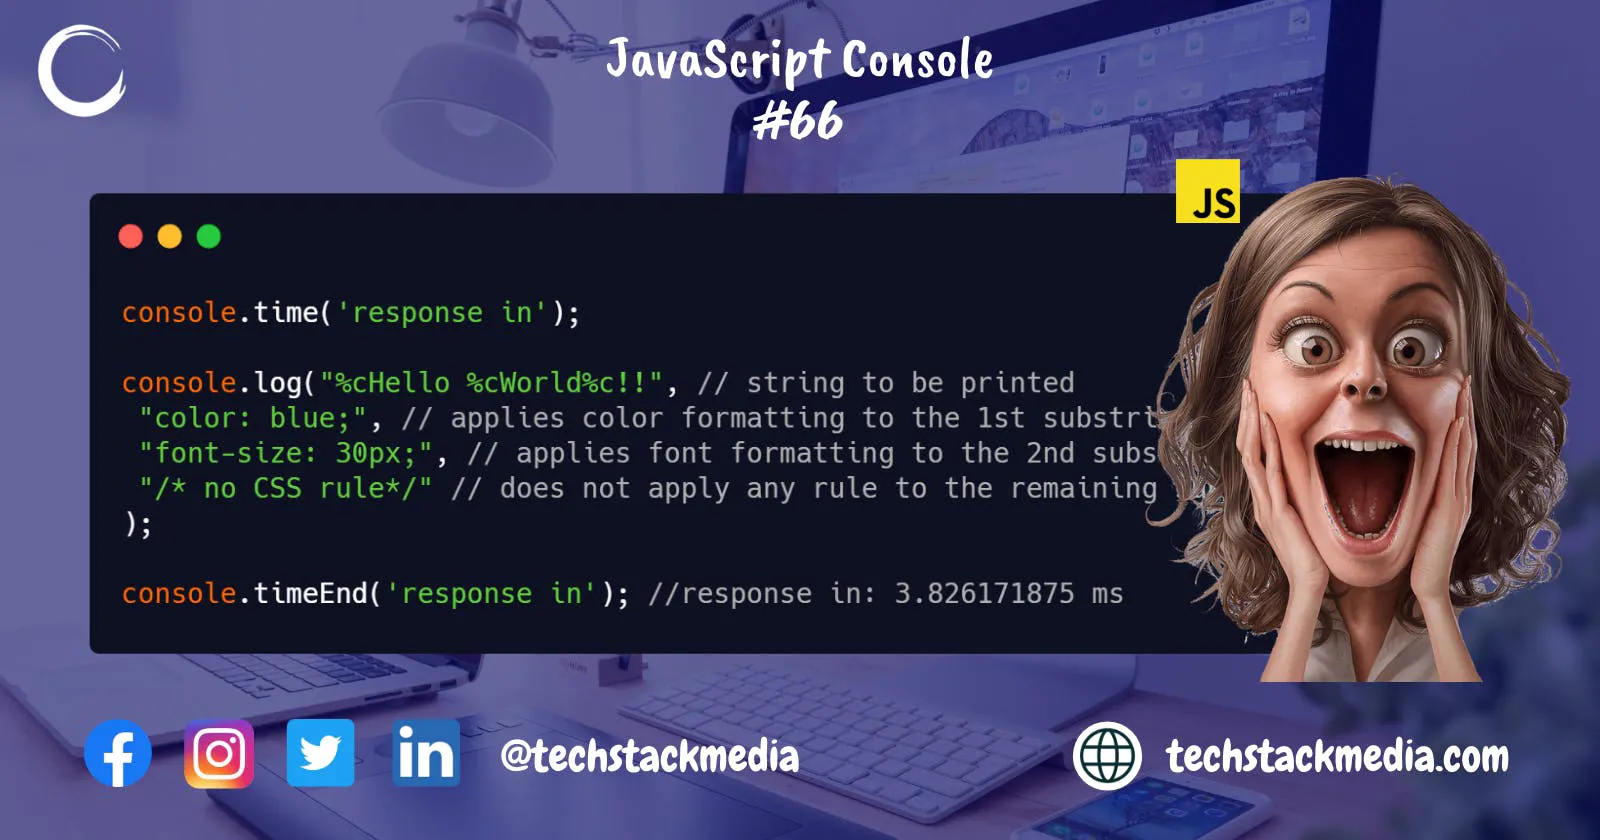 JavaScript Console
#66
JS
console.time('response in');
console.log("%cHello %cWorld%c!!", // string to be printed
"color: blue;", // applies color formatting to the 1st substri
"font-size: 30px;", // applies font formatting to the 2nd subs
"/* no CSS rule*/" // does not apply any rule to the remaining
);
console.timeEnd('response in'); //response in: 3.826171875 ms
@techstackmedia
techstackmedia.com